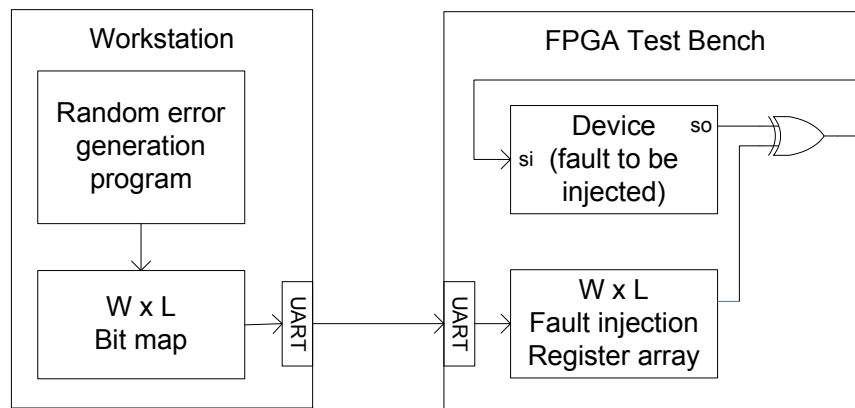 Workstation
Random error
generation
program
W x L
Bit map
UART
FPGA Test Bench
Device
(fault to be
injected)
si
so
UART
W x L
Fault injection
Register array